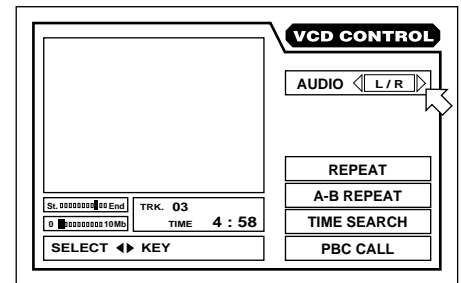 VCD CONTROL
AUDIO L / R
REPEAT
A-B REPEAT
TIME SEARCH
PBC CALL
St. End
0 10Mb
TRK. 03
TIME 4 : 58
SELECT ◀▶ KEY